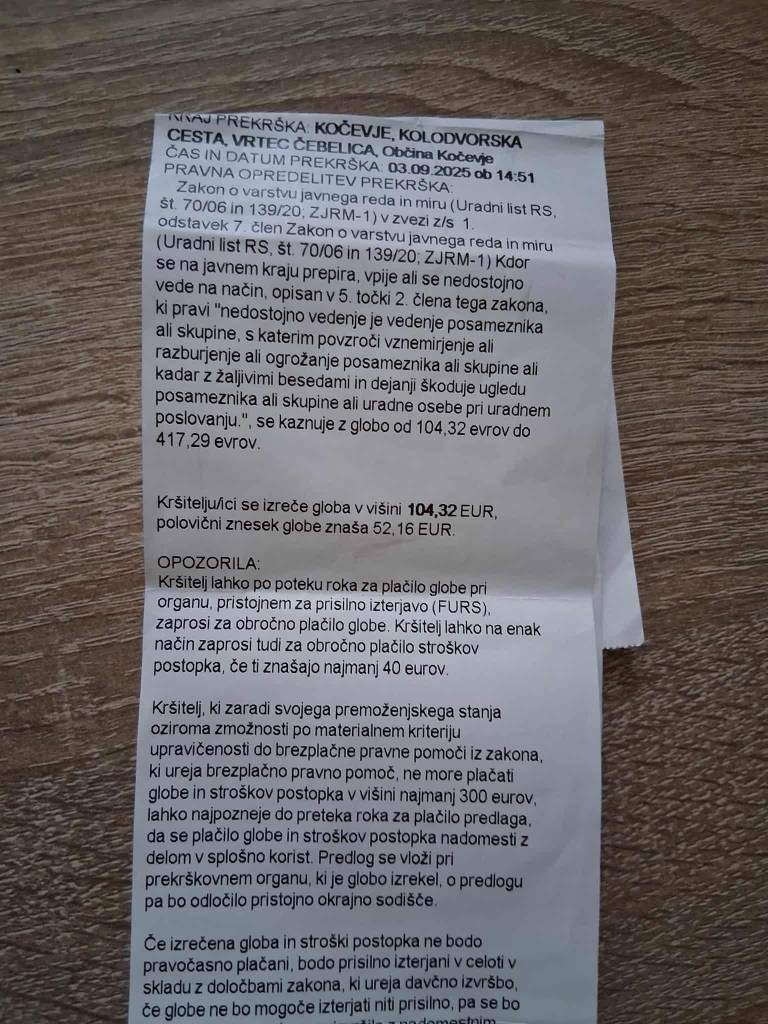 KRAJ PREKRŠKA: KOČEVJE, KOLODVORSKA
CESTA, VRTEC ČEBELICA, Občina Kočevje
ČAS IN DATUM PREKRŠKA: 03.09.2025 ob 14:51
PRAVNA OPREDELITEV PREKRŠKA:
Zakon o varstvu javnega reda in miru (Uradni list RS,
št. 70/06 in 139/20; ZJRM-1) v zvezi z/s 1.
odstavek 7. člen Zakon o varstvu javnega reda in miru
(Uradni list RS, št. 70/06 in 139/20; ZJRM-1) Kdor
se na javnem kraju prepira, vpije ali se nedostojno
vede na način, opisan v 5. točki 2. člena tega zakona,
ki pravi "nedostojno vedenje je vedenje posameznika
ali skupine, s katerim povzroči vznemirjenje ali
razburjenje ali ogrožanje posameznika ali skupine ali
kadar z žaljivimi besedami in dejanji škoduje ugledu
posameznika ali skupine ali uradne osebe pri uradnem
poslovanju.", se kaznuje z globo od 104,32 evrov do
417,29 evrov.
Kršitelju/ici se izreče globa v višini 104,32 EUR,
polovični znesek globe znaša 52,16 EUR.
OPOZORILA:
Kršitelj lahko po poteku roka za plačilo globe pri
organu, pristojnem za prisilno izterjavo (FURS),
zaprosi za obročno plačilo globe. Kršitelj lahko na enak
način zaprosi tudi za obročno plačilo stroškov
postopka, če ti znašajo najmanj 40 eurov.
Kršitelj, ki zaradi svojega premoženjskega stanja
oziroma zmožnosti po materialnem kriteriju
upravičenosti do brezplačne pravne pomoči iz zakona,
ki ureja brezplačno pravno pomoč, ne more plačati
globe in stroškov postopka v višini najmanj 300 eurov,
lahko najpozneje do preteka roka za plačilo predlaga,
da se plačilo globe in stroškov postopka nadomesti z
delom v splošno korist. Predlog se vloži pri
prekrškovnem organu, ki je globo izrekel, o predlogu
pa bo odločilo pristojno okrajno sodišče.
Če izrečena globa in stroški postopka ne bodo
pravočasno plačani, bodo prisilno izterjani v celoti v
skladu z določbami zakona, ki ureja davčno izvršbo,
če globe ne bo mogoče izterjati niti prisilno, pa se bo
z nadomestnim